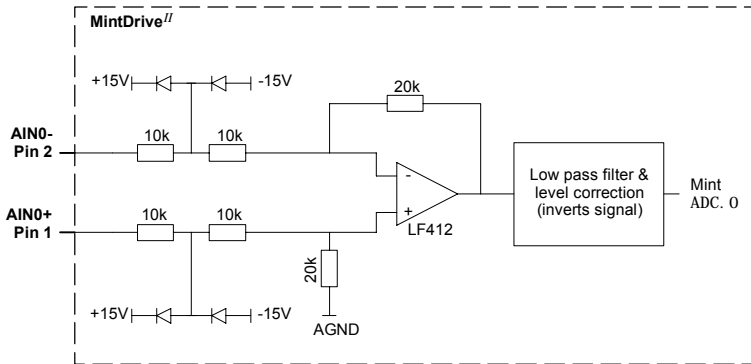 MintDrive II
+15V -15V
20k
AIN0-
Pin 2
10k 10k
Low pass filter &
level correction
(inverts signal)
Mint
ADC. 0
-
+
LF412
AIN0+
Pin 1
10k 10k
20k
+15V -15V
AGND